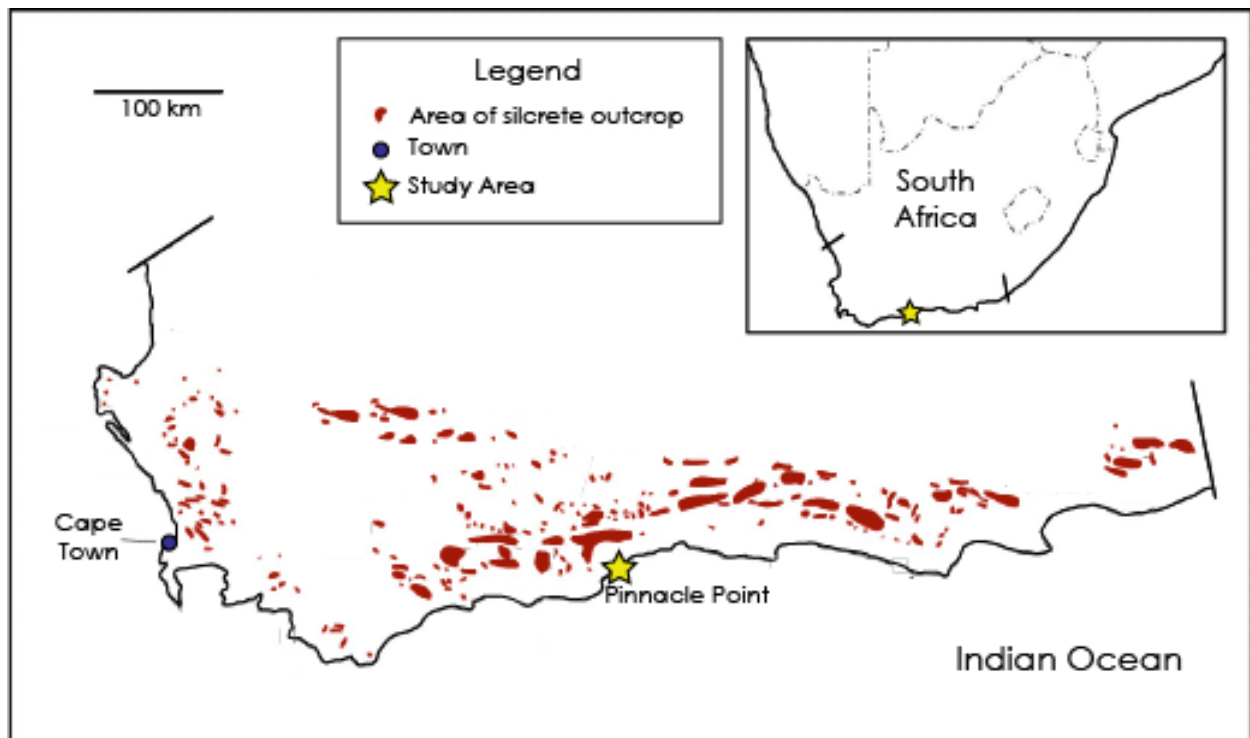 100 km
Legend
Area of silcrete outcrop
Town
Study Area
South
Africa
Cape
Town
Pinnacle Point
Indian Ocean